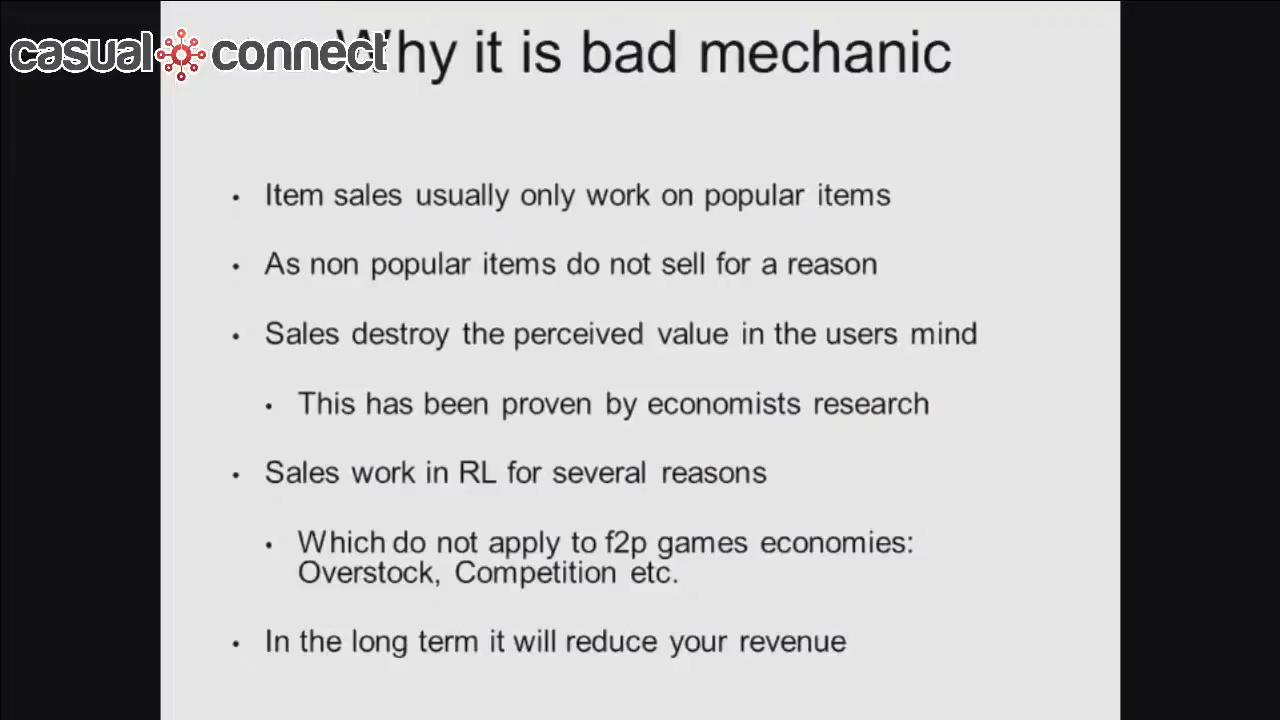 casual connect
Why it is bad mechanic
• Item sales usually only work on popular items
• As non popular items do not sell for a reason
• Sales destroy the perceived value in the users mind
• This has been proven by economists research
• Sales work in RL for several reasons
• Which do not apply to f2p games economies:
Overstock, Competition etc.
• In the long term it will reduce your revenue